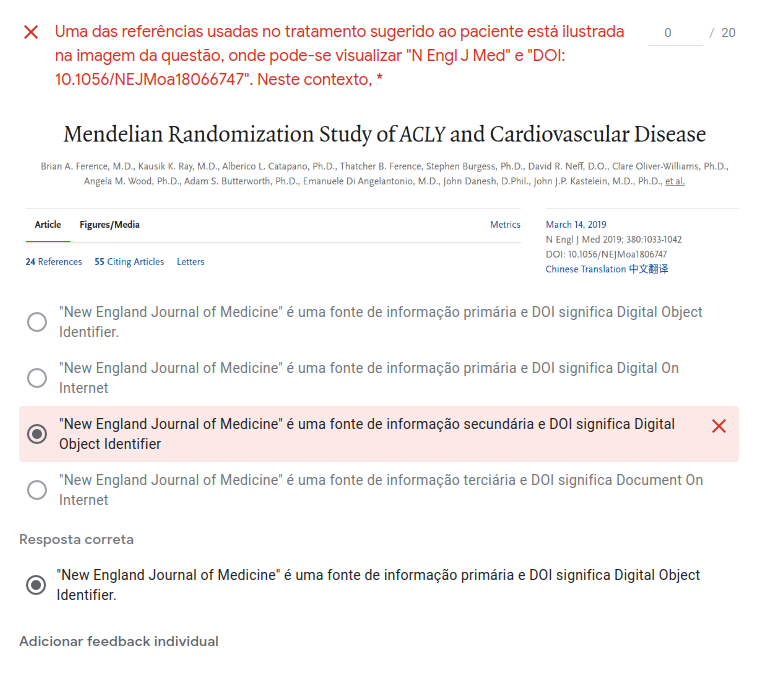 Uma das referências usadas no tratamento sugerido ao paciente está ilustrada
0 / 20
na imagem da questão, onde pode-se visualizar "N Engl J Med" e "DOI:
10.1056/NEJMoa18066747". Neste contexto, *
Mendelian Randomization Study of ACLY and Cardiovascular Disease
Brian A. Ference, M.D., Kausik K. Ray, M.D., Alberico L. Catapano, Ph.D., Thatcher B. Ference, Stephen Burgess, Ph.D., David R. Neff, D.O., Clare Oliver-Williams, Ph.D.,
Angela M. Wood, Ph.D., Adam S. Butterworth, Ph.D., Emanuele Di Angelantonio, M.D., John Danesh, D.Phil., John J.P. Kastelein, M.D., Ph.D., et al.
Article Figures/Media Metrics
24 References 55 Citing Articles Letters
March 14, 2019
N Engl J Med 2019; 380:1033-1042
DOI: 10.1056/NEJMoa1806747
Chinese Translation 中文翻译
"New England Journal of Medicine" é uma fonte de informação primária e DOI significa Digital Object
Identifier.
"New England Journal of Medicine" é uma fonte de informação primária e DOI significa Digital On
Internet
"New England Journal of Medicine" é uma fonte de informação secundária e DOI significa Digital
Object Identifier
"New England Journal of Medicine" é uma fonte de informação terciária e DOI significa Document On
Internet
Resposta correta
"New England Journal of Medicine" é uma fonte de informação primária e DOI significa Digital Object
Identifier.
Adicionar feedback individual